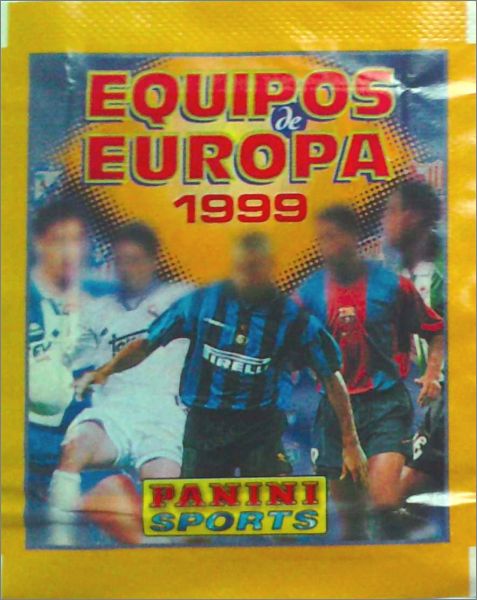 EQUIPOS
de
EUROPA
1999
PIRELLI
PANINI
SPORTS